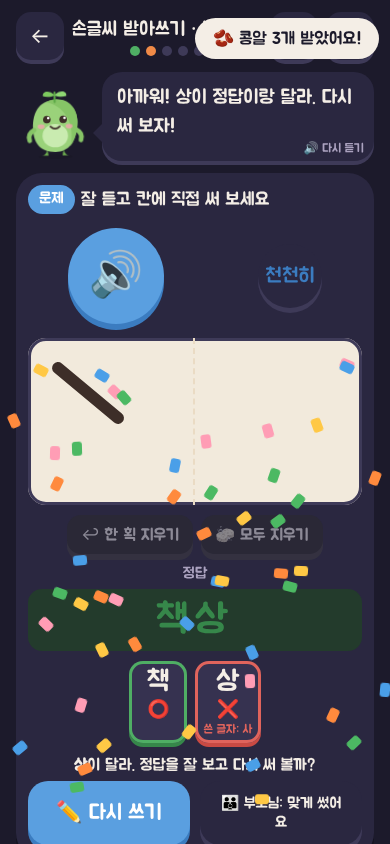 손글씨 받아쓰기 ·
콩알 3개 받았어요!
아까워! 상이 정답이랑 달라. 다시
써 보자!
다시 듣기
문제 잘 듣고 칸에 직접 써 보세요
천천히
한 획 지우기 모두 지우기
정답
책상
책 상
쓴 글자: 사
상이 달라. 정답을 잘 보고 다시 써 볼까?
다시 쓰기
부모님: 맞게 썼어
요